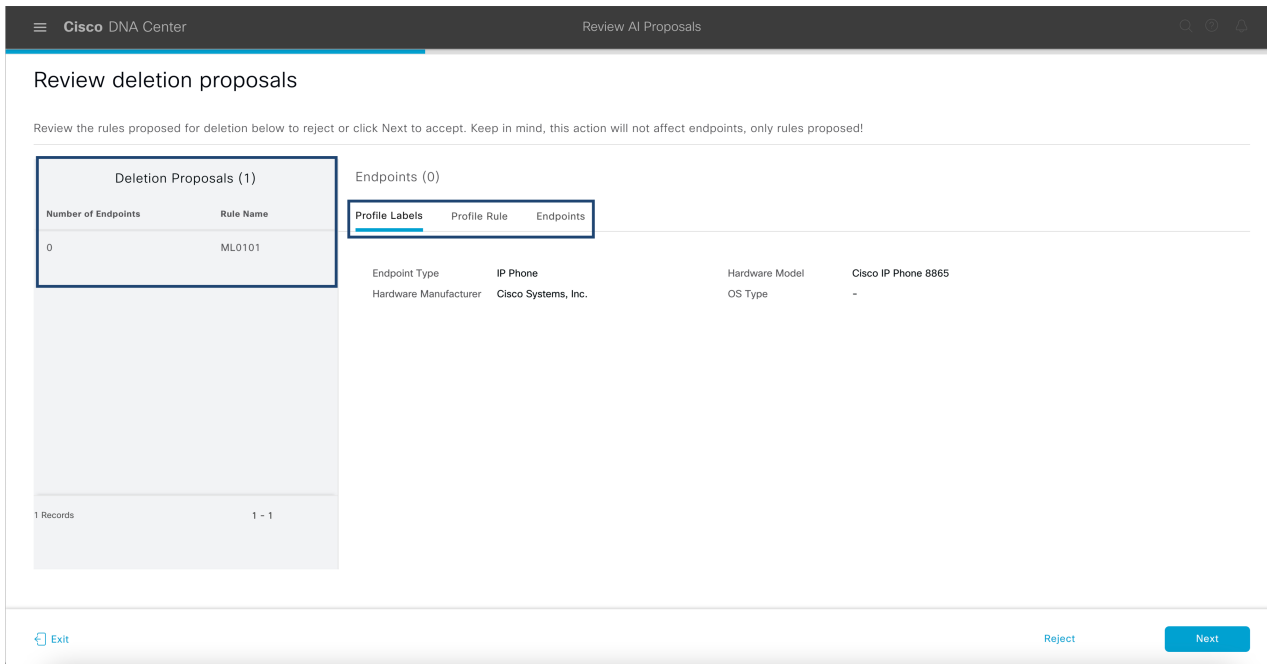 Cisco DNA Center
Review AI Proposals
Review deletion proposals
Review the rules proposed for deletion below to reject or click Next to accept. Keep in mind, this action will not affect endpoints, only rules proposed!
Deletion Proposals (1)
Number of Endpoints Rule Name
0 ML0101
1 Records 1 - 1
Endpoints (0)
Profile Labels Profile Rule Endpoints
Endpoint Type IP Phone Hardware Model Cisco IP Phone 8865
Hardware Manufacturer Cisco Systems, Inc. OS Type -
Exit
Reject
Next